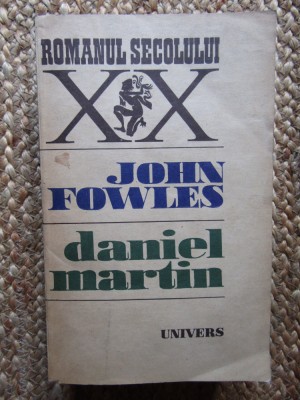 ROMANUL SECOLULUI
XX
JOHN
FOWLES
daniel
martin
UNIVERS